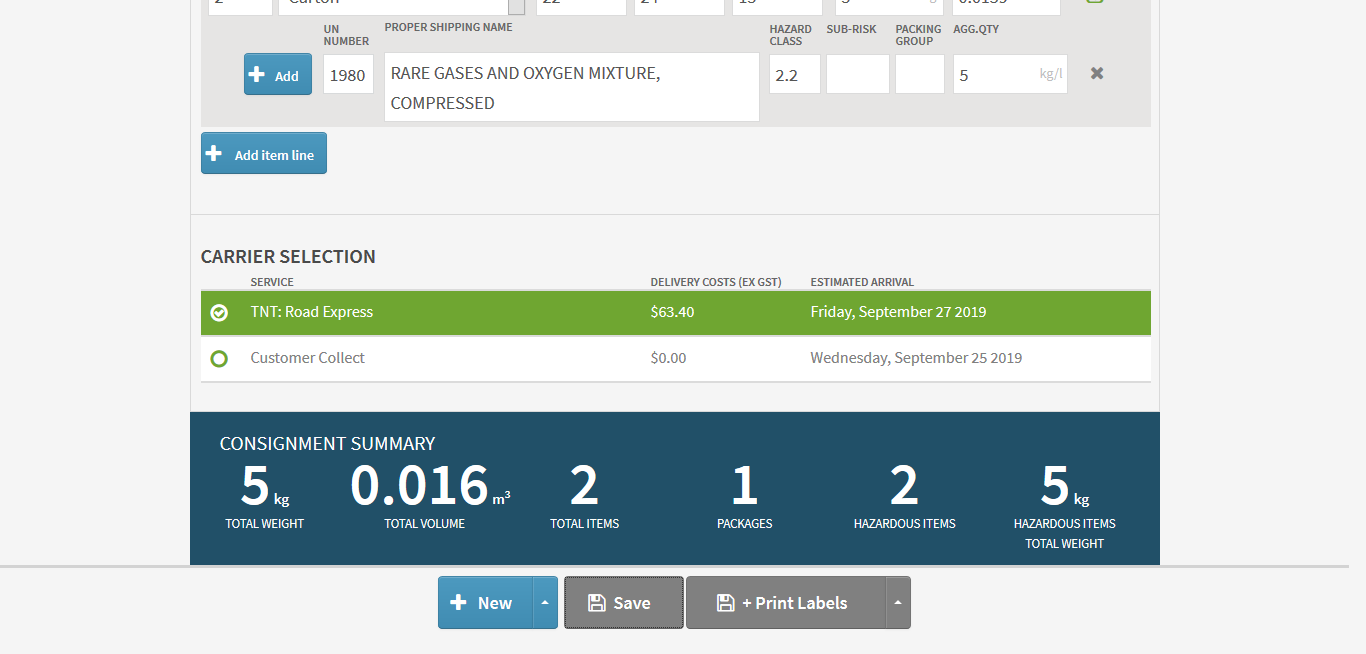 UN NUMBER PROPER SHIPPING NAME HAZARD CLASS SUB-RISK PACKING GROUP AGG.QTY
Add 1980 RARE GASES AND OXYGEN MIXTURE, COMPRESSED 2.2 5 kg/l
Add item line
CARRIER SELECTION
SERVICE DELIVERY COSTS (EX GST) ESTIMATED ARRIVAL
TNT: Road Express $63.40 Friday, September 27 2019
Customer Collect $0.00 Wednesday, September 25 2019
CONSIGNMENT SUMMARY
5 kg 0.016 m³ 2 1 2 5 kg
TOTAL WEIGHT TOTAL VOLUME TOTAL ITEMS PACKAGES HAZARDOUS ITEMS HAZARDOUS ITEMS TOTAL WEIGHT
New Save + Print Labels